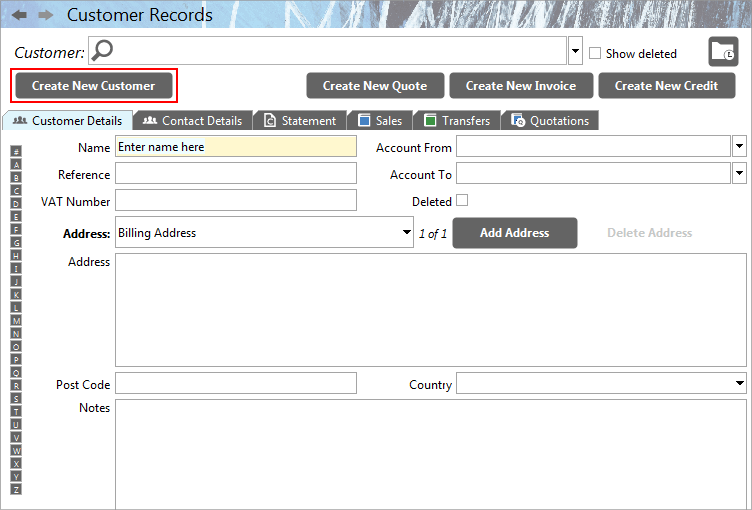 Customer Records
Customer:
Show deleted
Create New Customer
Create New Quote
Create New Invoice
Create New Credit
Customer Details
Contact Details
Statement
Sales
Transfers
Quotations
Name
Enter name here
Account From
Reference
Account To
VAT Number
Deleted
Address:
Billing Address
1 of 1
Add Address
Delete Address
Address
Post Code
Country
Notes
#
A
B
C
D
E
F
G
H
I
J
K
L
M
N
O
P
Q
R
S
T
U
V
W
X
Y
Z